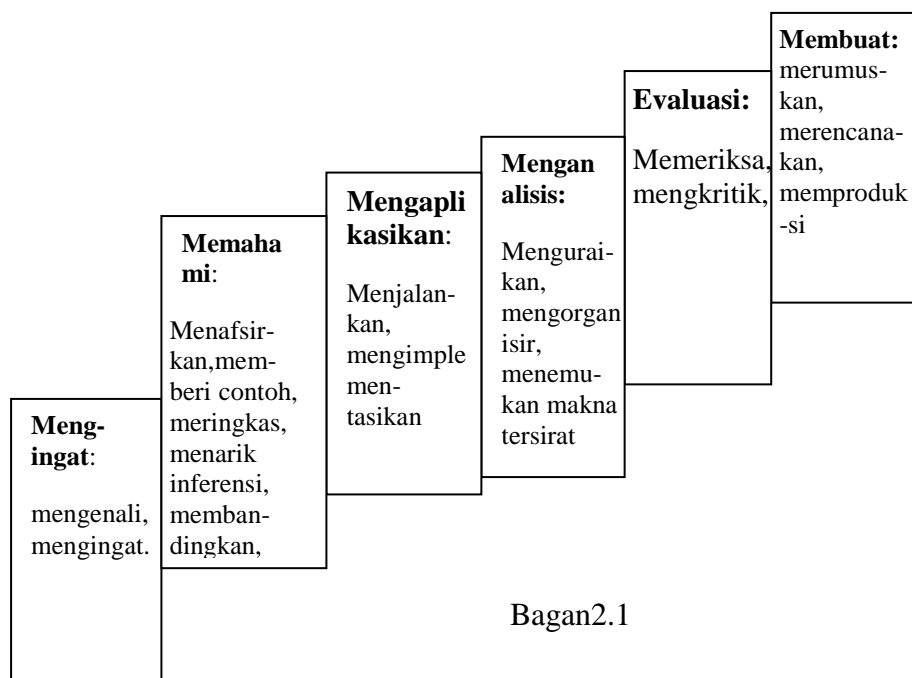 Meng-
ingat:
mengenali,
mengingat.
Memaha
mi:
Menafsir-
kan,mem-
beri contoh,
meringkas,
menarik
inferensi,
memban-
dingkan,
Mengapli
kasikan:
Menjalan-
kan,
mengimple
men-
tasikan
Mengan
alisis:
Mengurai-
kan,
mengorgan
isir,
menemu-
kan makna
tersirat
Evaluasi:
Memeriksa,
mengkritik,
Membuat:
merumus-
kan,
merencana-
kan,
memproduk
-si
Bagan2.1